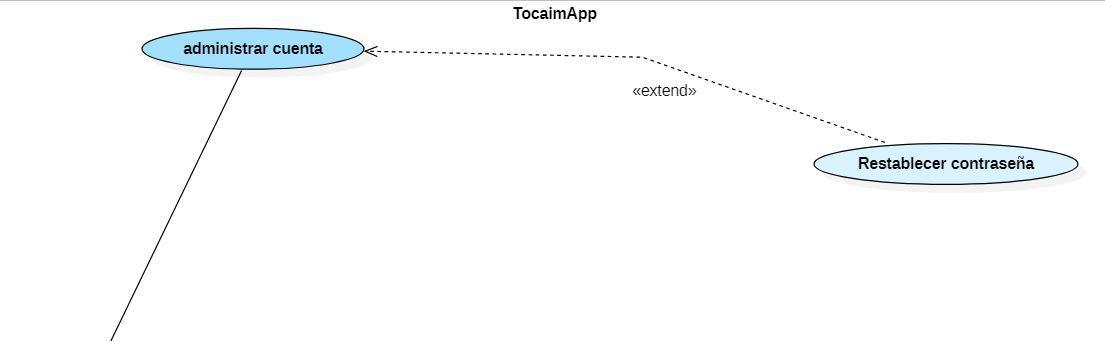 TocaimApp
administrar cuenta
«extend»
Restablecer contraseña